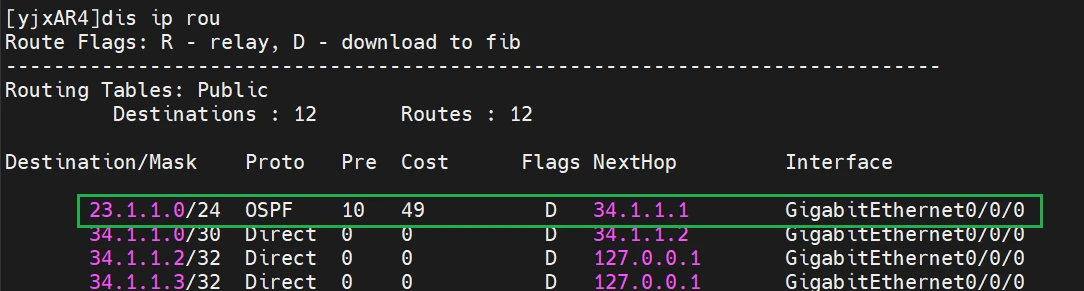 [yjxAR4]dis ip rou
Route Flags: R - relay, D - download to fib
------------------------------------------------------------------------------
Routing Tables: Public
         Destinations : 12       Routes : 12

Destination/Mask    Proto   Pre  Cost        Flags NextHop         Interface

       23.1.1.0/24  OSPF    10   49            D   34.1.1.1        GigabitEthernet0/0/0
       34.1.1.0/30  Direct  0    0             D   34.1.1.2        GigabitEthernet0/0/0
       34.1.1.2/32  Direct  0    0             D   127.0.0.1       GigabitEthernet0/0/0
       34.1.1.3/32  Direct  0    0             D   127.0.0.1       GigabitEthernet0/0/0